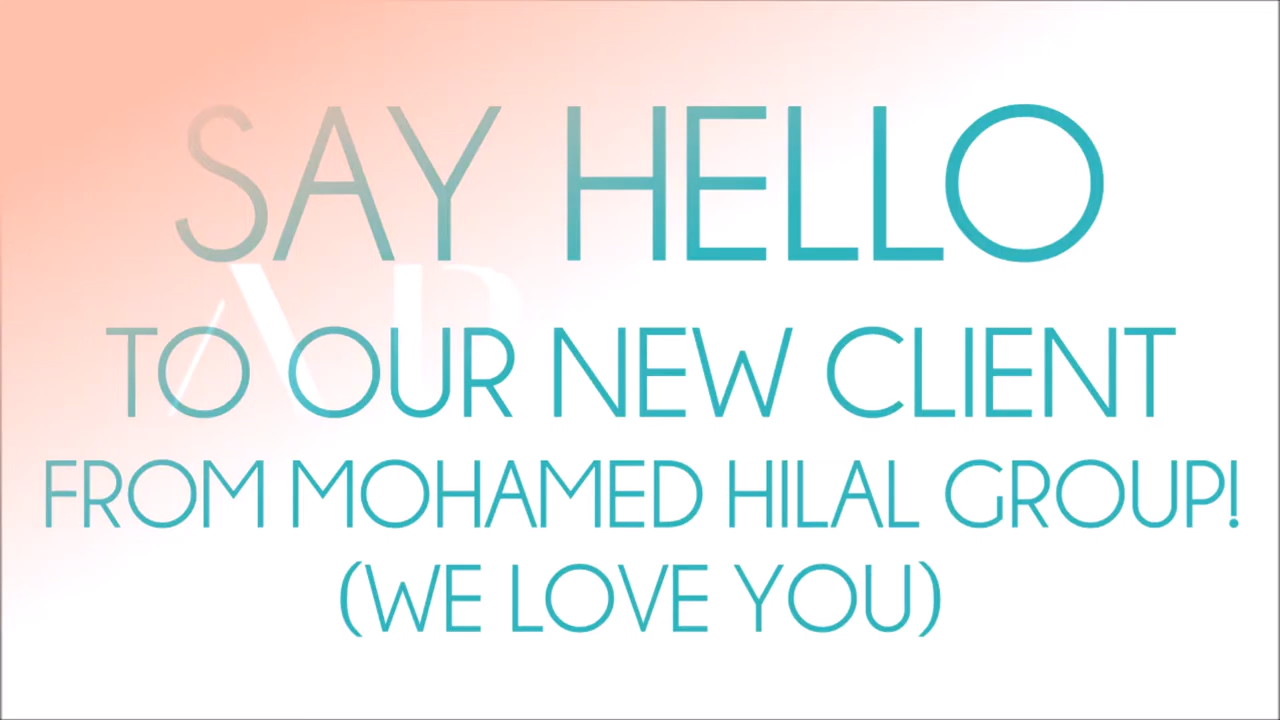 SAY HELLO
TO OUR NEW CLIENT
FROM MOHAMED HILAL GROUP!
(WE LOVE YOU)